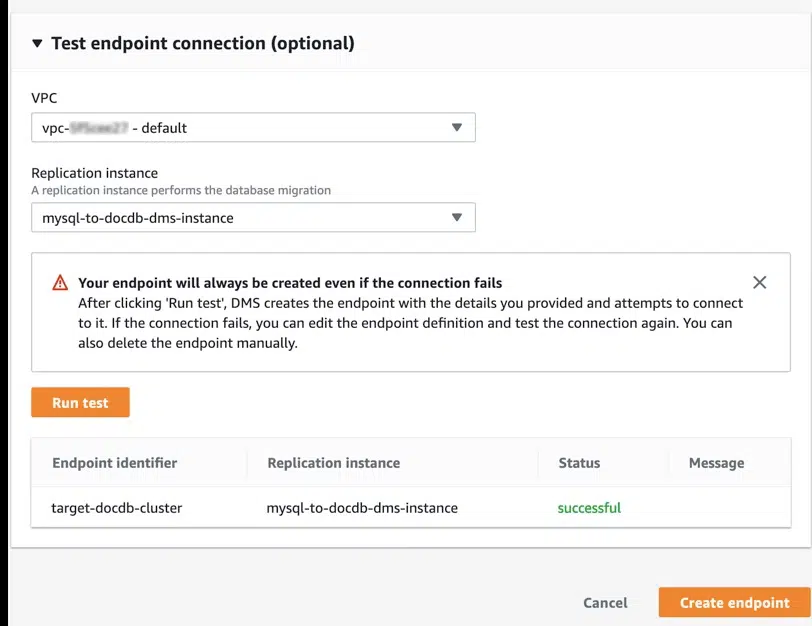 Test endpoint connection (optional)
VPC
vpc- - default
Replication instance
A replication instance performs the database migration
mysql-to-docdb-dms-instance
Your endpoint will always be created even if the connection fails
After clicking 'Run test', DMS creates the endpoint with the details you provided and attempts to connect
to it. If the connection fails, you can edit the endpoint definition and test the connection again. You can
also delete the endpoint manually.
Run test
Endpoint identifier Replication instance Status Message
target-docdb-cluster mysql-to-docdb-dms-instance successful
Cancel Create endpoint